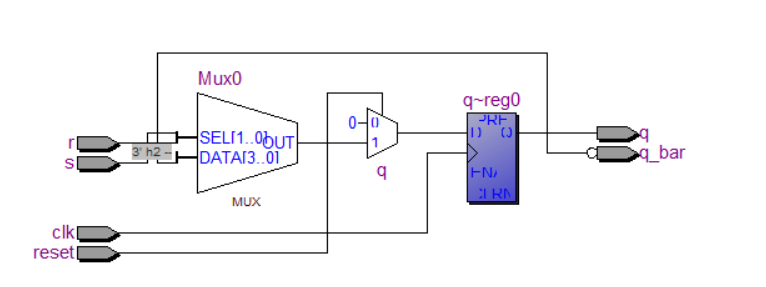 Mux0
q~reg0
r
s
3' h2 --
SEL[1..0]
OUT
DATA[3..0]
MUX
0
0
1
q
PRE
D
Q
ENA
CLRN
q
q_bar
clk
reset